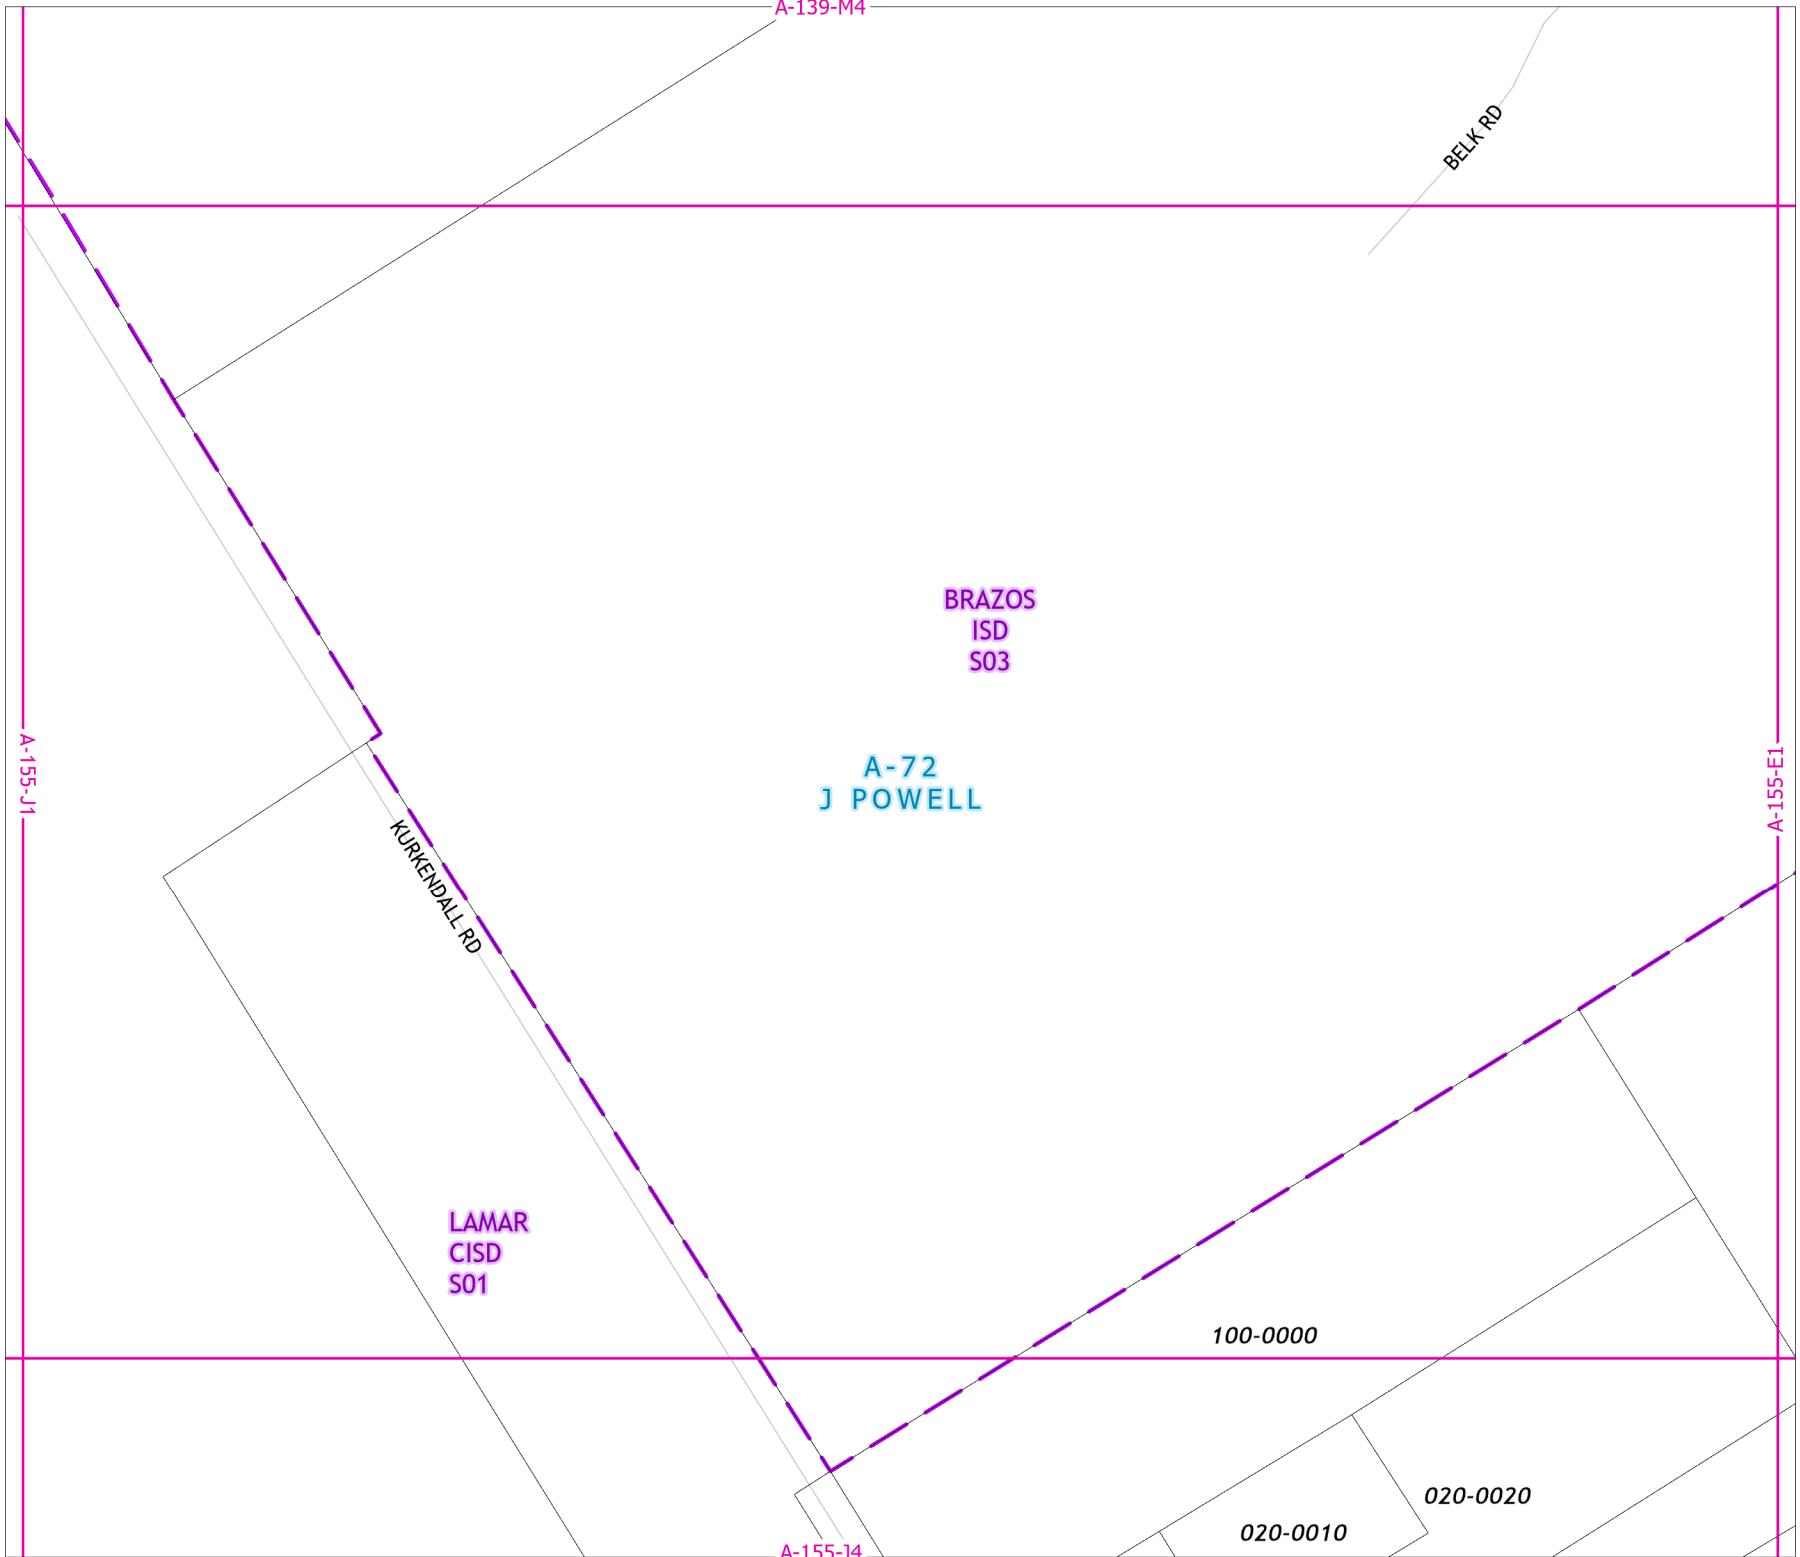 A-139-M4
BELK RD
BRAZOS
ISD
S03
A-72
J POWELL
A-155-J1
A-155-E1
KURKENDALL RD
LAMAR
CISD
S01
100-0000
020-0020
020-0010
A-155-J4